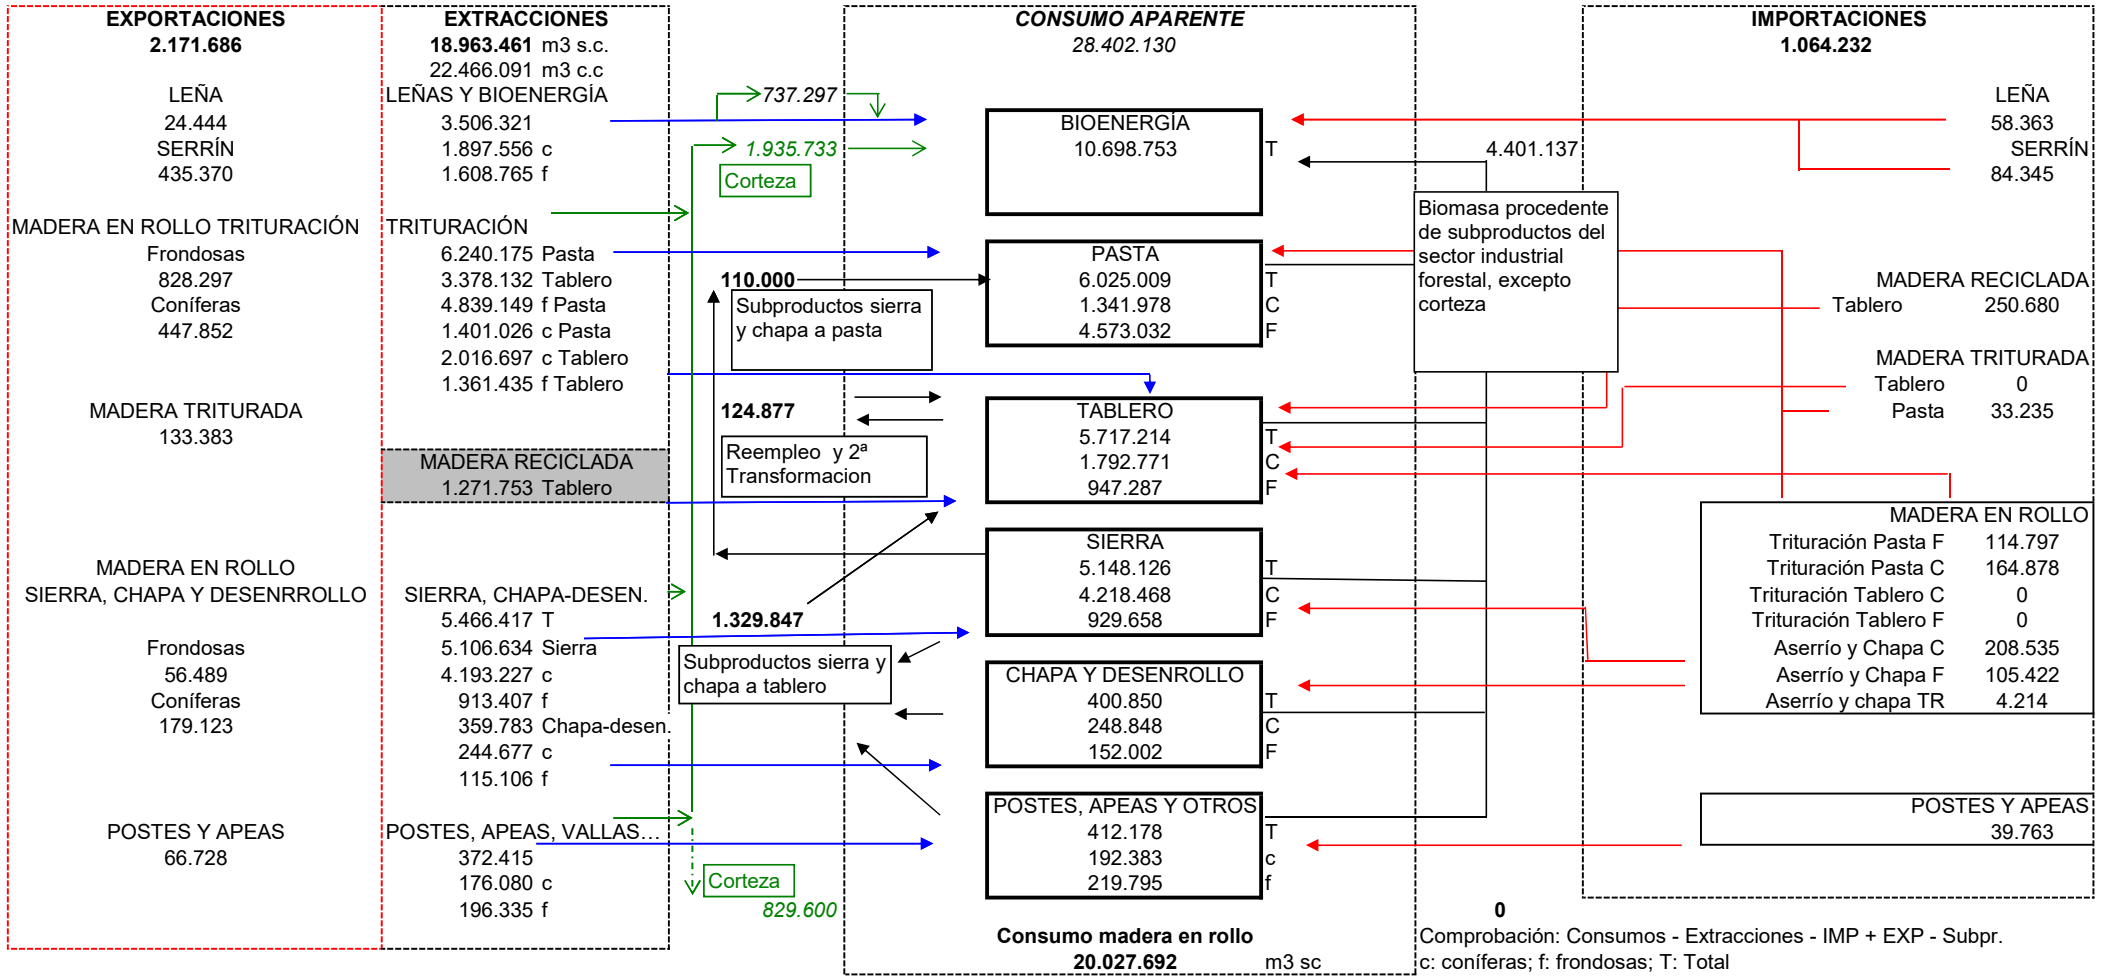 EXPORTACIONES
2.171.686
LEÑA
24.444
SERRÍN
435.370
MADERA EN ROLLO TRITURACIÓN
Frondosas
828.297
Coníferas
447.852
MADERA TRITURADA
133.383
MADERA EN ROLLO
SIERRA, CHAPA Y DESENRROLLO
Frondosas
56.489
Coníferas
179.123
POSTES Y APEAS
66.728
EXTRACCIONES
18.963.461 m3 s.c.
22.466.091 m3 c.c
LEÑAS Y BIOENERGÍA
3.506.321
1.897.556 c
1.608.765 f
TRITURACIÓN
6.240.175 Pasta
3.378.132 Tablero
4.839.149 f Pasta
1.401.026 c Pasta
2.016.697 c Tablero
1.361.435 f Tablero
MADERA RECICLADA
1.271.753 Tablero
SIERRA, CHAPA-DESEN.
5.466.417 T
5.106.634 Sierra
4.193.227 c
913.407 f
359.783 Chapa-desen.
244.677 c
115.106 f
POSTES, APEAS, VALLAS…
372.415
176.080 c
196.335 f
737.297
1.935.733
Corteza
110.000
Subproductos sierra
y chapa a pasta
124.877
Reempleo y 2ª
Transformacion
1.329.847
Subproductos sierra y
chapa a tablero
Corteza
829.600
CONSUMO APARENTE
28.402.130
BIOENERGÍA
10.698.753 T
PASTA
6.025.009 T
1.341.978 C
4.573.032 F
TABLERO
5.717.214 T
1.792.771 C
947.287 F
SIERRA
5.148.126 T
4.218.468 C
929.658 F
CHAPA Y DESENROLLO
400.850 T
248.848 C
152.002 F
POSTES, APEAS Y OTROS
412.178 T
192.383 c
219.795 f
Consumo madera en rollo
20.027.692 m3 sc
4.401.137
Biomasa procedente
de subproductos del
sector industrial
forestal, excepto
corteza
IMPORTACIONES
1.064.232
LEÑA
58.363
SERRÍN
84.345
MADERA RECICLADA
Tablero 250.680
MADERA TRITURADA
Tablero 0
Pasta 33.235
MADERA EN ROLLO
Trituración Pasta F 114.797
Trituración Pasta C 164.878
Trituración Tablero C 0
Trituración Tablero F 0
Aserrío y Chapa C 208.535
Aserrío y Chapa F 105.422
Aserrío y chapa TR 4.214
POSTES Y APEAS
39.763
0
Comprobación: Consumos - Extracciones - IMP + EXP - Subpr.
c: coníferas; f: frondosas; T: Total